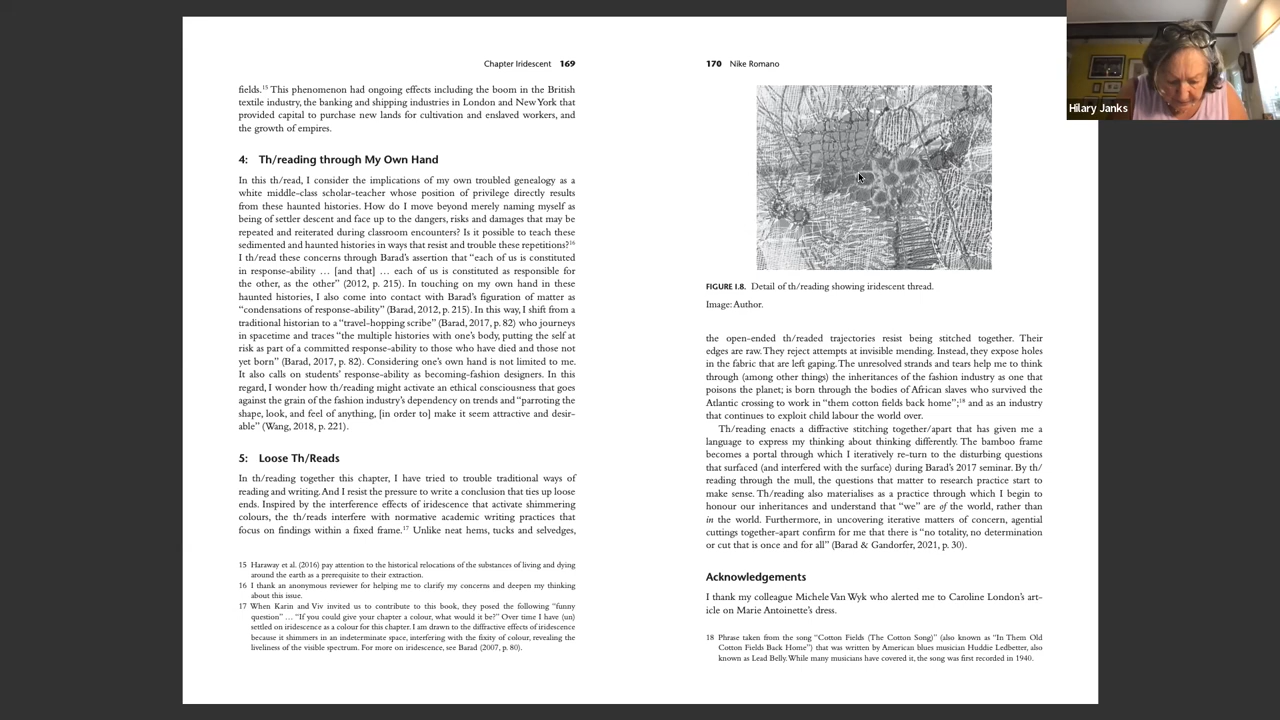 Chapter Iridescent 169
fields.15 This phenomenon had ongoing effects including the boom in the British
textile industry, the banking and shipping industries in London and New York that
provided capital to purchase new lands for cultivation and enslaved workers, and
the growth of empires.
4: Th/reading through My Own Hand
In this th/read, I consider the implications of my own troubled genealogy as a
white middle-class scholar-teacher whose position of privilege directly results
from these haunted histories. How do I move beyond merely naming myself as
being of settler descent and face up to the dangers, risks and damages that may be
repeated and reiterated during classroom encounters? Is it possible to teach these
sedimented and haunted histories in ways that resist and trouble these repetitions?16
I th/read these concerns through Barad's assertion that “each of us is constituted
in response-ability … [and that] … each of us is constituted as responsible for
the other, as the other” (2012, p. 215). In touching on my own hand in these
haunted histories, I also come into contact with Barad's figuration of matter as
“condensations of response-ability” (Barad, 2012, p. 215). In this way, I shift from a
traditional historian to a “travel-hopping scribe” (Barad, 2017, p. 82) who journeys
in spacetime and traces “the multiple histories with one's body, putting the self at
risk as part of a committed response-ability to those who have died and those not
yet born” (Barad, 2017, p. 82). Considering one's own hand is not limited to me.
It also calls on students' response-ability as becoming-fashion designers. In this
regard, I wonder how th/reading might activate an ethical consciousness that goes
against the grain of the fashion industry's dependency on trends and “parroting the
shape, look, and feel of anything, [in order to] make it seem attractive and desir-
able” (Wang, 2018, p. 221).
5: Loose Th/Reads
In th/reading together this chapter, I have tried to trouble traditional ways of
reading and writing. And I resist the pressure to write a conclusion that ties up loose
ends. Inspired by the interference effects of iridescence that activate shimmering
colours, the th/reads interfere with normative academic writing practices that
focus on findings within a fixed frame.17 Unlike neat hems, tucks and selvedges,
15 Haraway et al. (2016) pay attention to the historical relocations of the substances of living and dying
around the earth as a prerequisite to their extraction.
16 I thank an anonymous reviewer for helping me to clarify my concerns and deepen my thinking
about this issue.
17 When Karin and Viv invited us to contribute to this book, they posed the following “funny
question” … “If you could give your chapter a colour, what would it be?” Over time I have (un)
settled on iridescence as a colour for this chapter. I am drawn to the diffractive effects of iridescence
because it shimmers in an indeterminate space, interfering with the fixity of colour, revealing the
liveliness of the visible spectrum. For more on iridescence, see Barad (2007, p. 80).
170 Nike Romano
FIGURE I.8. Detail of th/reading showing iridescent thread.
Image: Author.
the open-ended th/readed trajectories resist being stitched together. Their
edges are raw. They reject attempts at invisible mending. Instead, they expose holes
in the fabric that are left gaping. The unresolved strands and tears help me to think
through (among other things) the inheritances of the fashion industry as one that
poisons the planet; is born through the bodies of African slaves who survived the
Atlantic crossing to work in “them cotton fields back home”;18 and as an industry
that continues to exploit child labour the world over.
Th/reading enacts a diffractive stitching together/apart that has given me a
language to express my thinking about thinking differently. The bamboo frame
becomes a portal through which I iteratively re-turn to the disturbing questions
that surfaced (and interfered with the surface) during Barad's 2017 seminar. By th/
reading through the mull, the questions that matter to research practice start to
make sense. Th/reading also materialises as a practice through which I begin to
honour our inheritances and understand that “we” are of the world, rather than
in the world. Furthermore, in uncovering iterative matters of concern, agential
cuttings together-apart confirm for me that there is “no totality, no determination
or cut that is once and for all” (Barad & Gandorfer, 2021, p. 30).
Acknowledgements
I thank my colleague Michele Van Wyk who alerted me to Caroline London's art-
icle on Marie Antoinette's dress.
18 Phrase taken from the song “Cotton Fields (The Cotton Song)” (also known as “In Them Old
Cotton Fields Back Home”) that was written by American blues musician Huddie Ledbetter, also
known as Lead Belly. While many musicians have covered it, the song was first recorded in 1940.
Hilary Janks